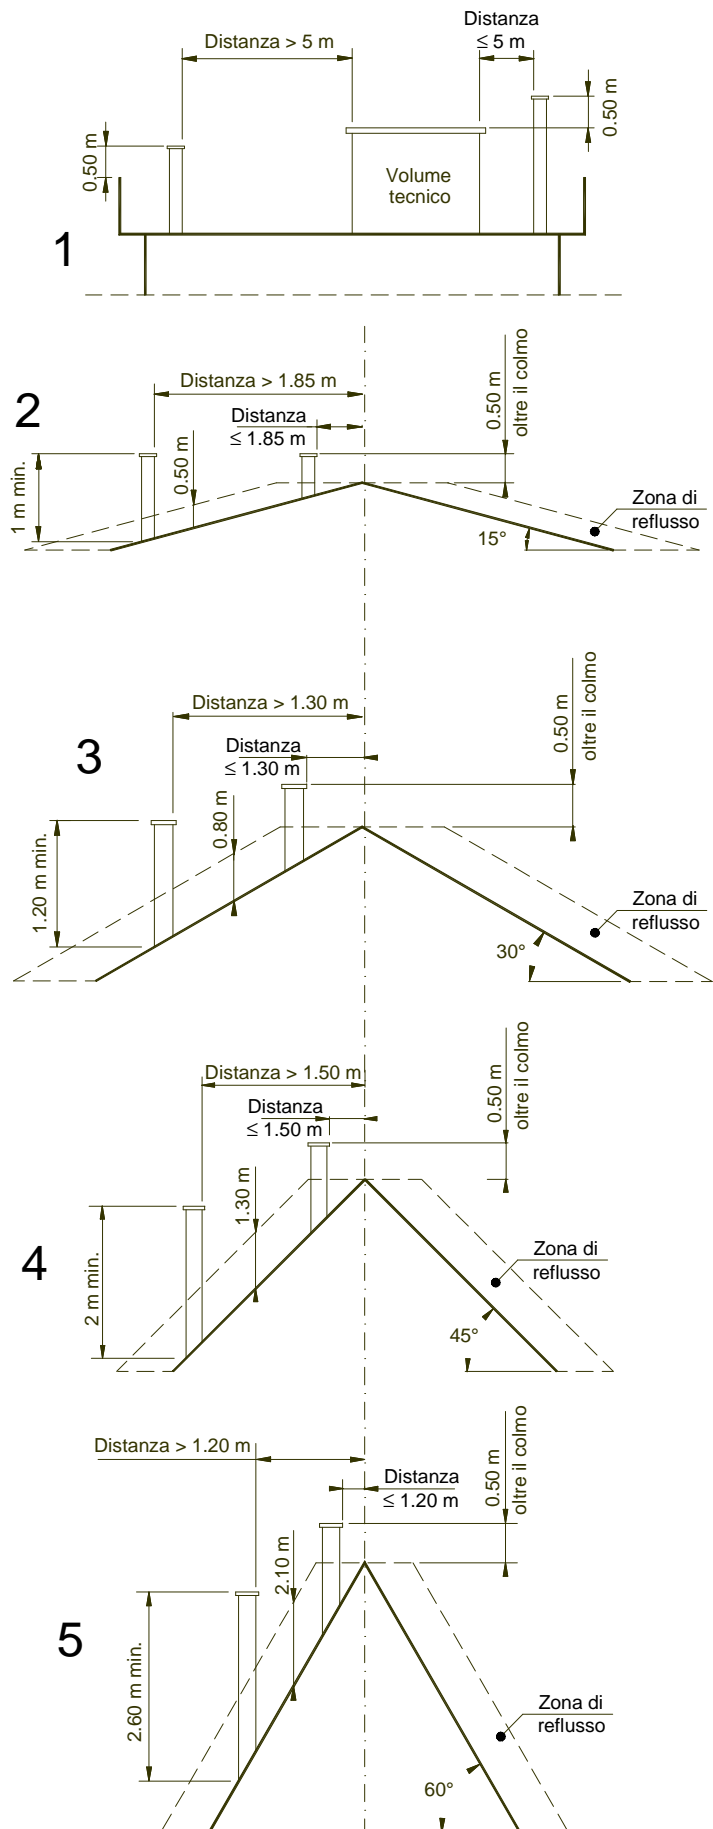 Distanza
Distanza > 5 m
≤ 5 m
0.50 m
0.50 m
Volume
tecnico
1
0.50 m
oltre il colmo
Distanza > 1.85 m
2
Distanza
≤ 1.85 m
0.50 m
1 m min.
Zona di
reflusso
15°
0.50 m
oltre il colmo
Distanza > 1.30 m
3
Distanza
≤ 1.30 m
0.80 m
1.20 m min.
Zona di
reflusso
30°
0.50 m
oltre il colmo
Distanza > 1.50 m
Distanza
≤ 1.50 m
1.30 m
4
2 m min.
Zona di
reflusso
45°
0.50 m
oltre il colmo
Distanza > 1.20 m
Distanza
≤ 1.20 m
2.10 m
5
2.60 m min.
Zona di
reflusso
60°